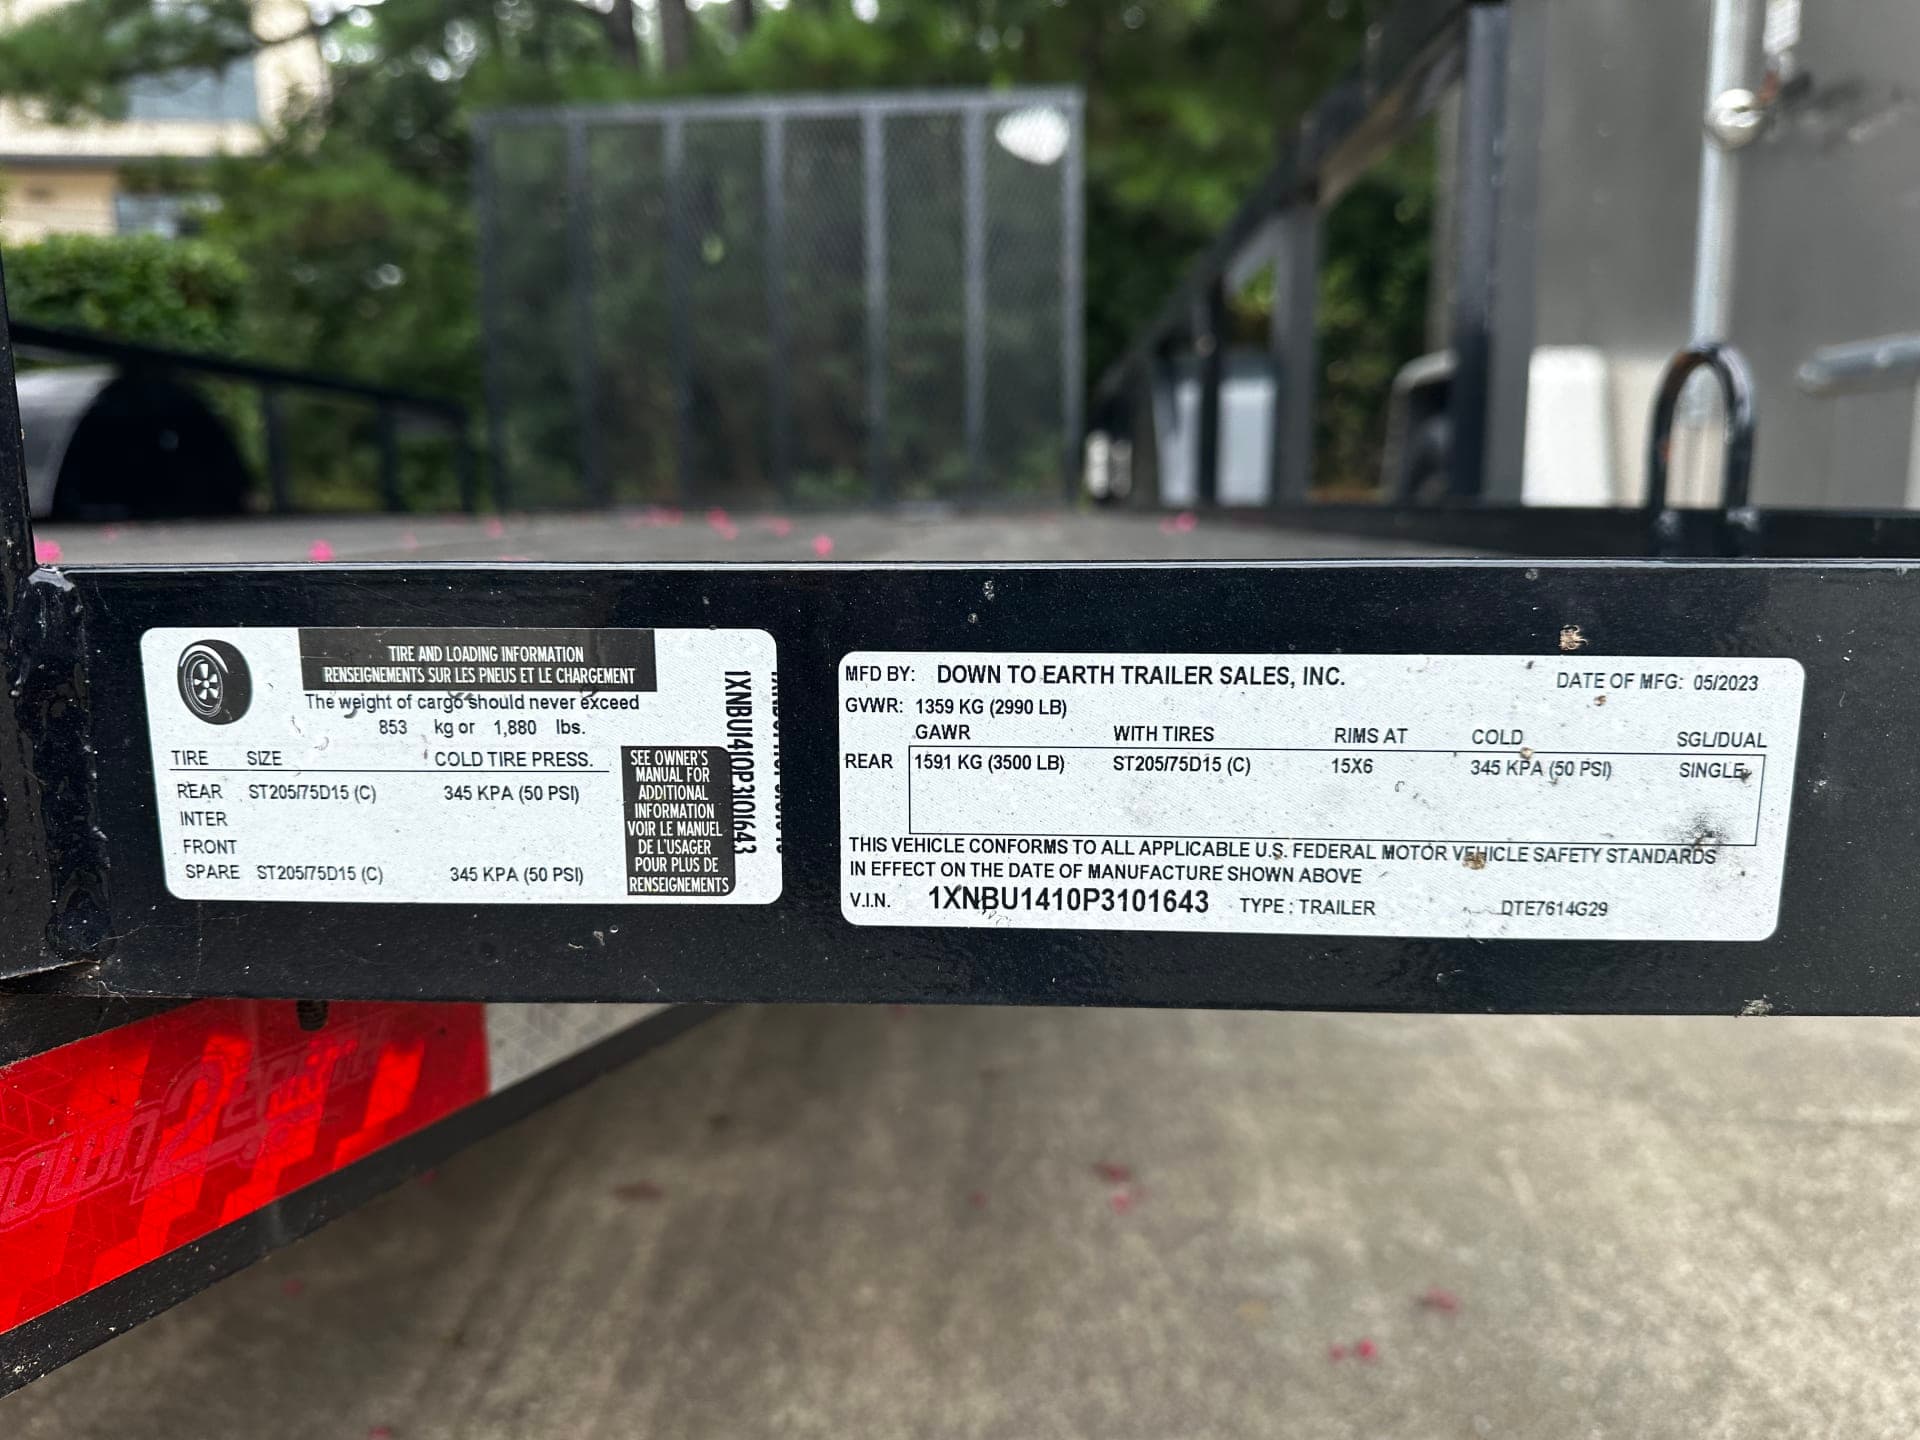 TIRE AND LOADING INFORMATION
RENSEIGNEMENTS SUR LES PNEUS ET LE CHARGEMENT
The weight of cargo should never exceed
853 kg or 1,880 lbs.
TIRE SIZE COLD TIRE PRESS.
REAR ST205/75D15 (C) 345 KPA (50 PSI)
INTER
FRONT
SPARE ST205/75D15 (C) 345 KPA (50 PSI)
SEE OWNER'S
MANUAL FOR
ADDITIONAL
INFORMATION
VOIR LE MANUEL
DE L'USAGER
POUR PLUS DE
RENSEIGNEMENTS
1XNBU1410P3101643
MFD BY: DOWN TO EARTH TRAILER SALES, INC. DATE OF MFG: 05/2023
GVWR: 1359 KG (2990 LB)
GAWR WITH TIRES RIMS AT COLD SGL/DUAL
REAR 1591 KG (3500 LB) ST205/75D15 (C) 15X6 345 KPA (50 PSI) SINGLE
THIS VEHICLE CONFORMS TO ALL APPLICABLE U.S. FEDERAL MOTOR VEHICLE SAFETY STANDARDS
IN EFFECT ON THE DATE OF MANUFACTURE SHOWN ABOVE
V.I.N. 1XNBU1410P3101643 TYPE: TRAILER DTE7614G29
Down2Earth